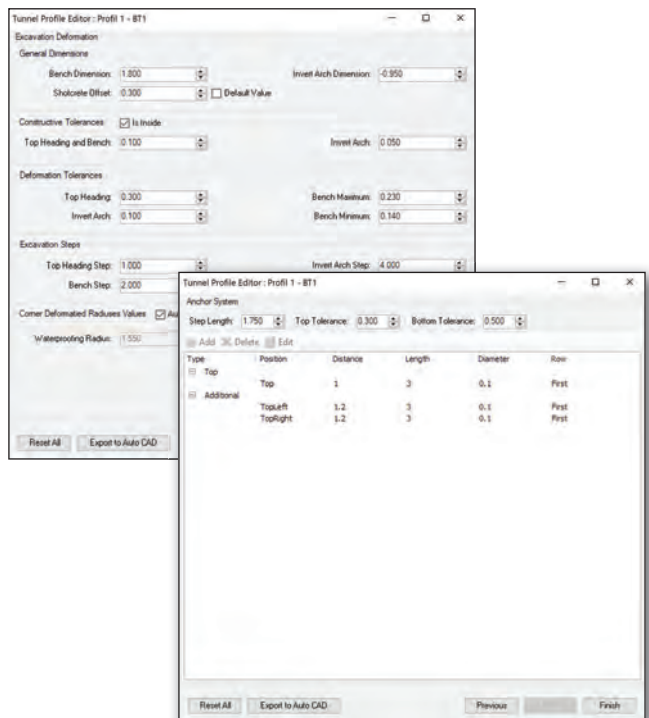 Tunnel Profile Editor : Profil 1 - BT1
Excavation Deformation
General Dimensions
Bench Dimension: 1.800 Invert Arch Dimension: -0.950
Shotcrete Offset: 0.300 Default Value
Constructive Tolerances Is Inside
Top Heading and Bench: 0.100 Invert Arch: 0.050
Deformation Tolerances
Top Heading: 0.300 Bench Maximum: 0.230
Invert Arch: 0.100 Bench Minimum: 0.140
Excavation Steps
Top Heading Step: 1.000 Invert Arch Step: 4.000
Bench Step: 2.000
Corner Deformated Radiuses Values Au
Waterproofing Radius: 1.550
Reset All Export to Auto CAD
Tunnel Profile Editor : Profil 1 - BT1
Anchor System
Step Length: 1.750 Top Tolerance: 0.300 Bottom Tolerance: 0.500
Add Delete Edit
Type Position Distance Length Diameter Row
Top
Top 1 3 0.1 First
Additional
TopLeft 1.2 3 0.1 First
TopRight 1.2 3 0.1 First
Reset All Export to Auto CAD Previous Finish